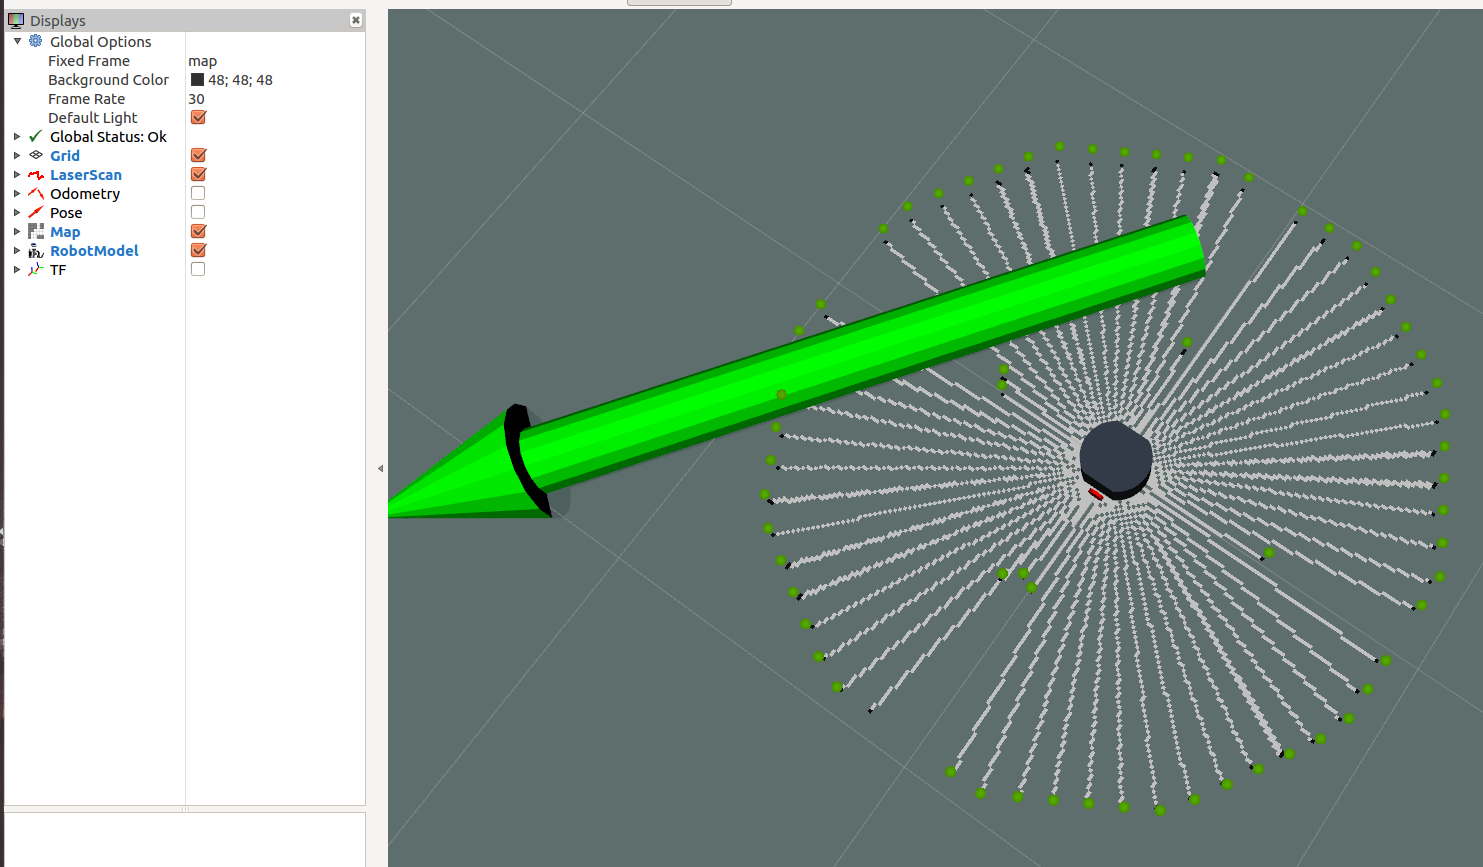 Displays
Global Options
Fixed Frame map
Background Color 48; 48; 48
Frame Rate 30
Default Light
Global Status: Ok
Grid
LaserScan
Odometry
Pose
Map
RobotModel
TF